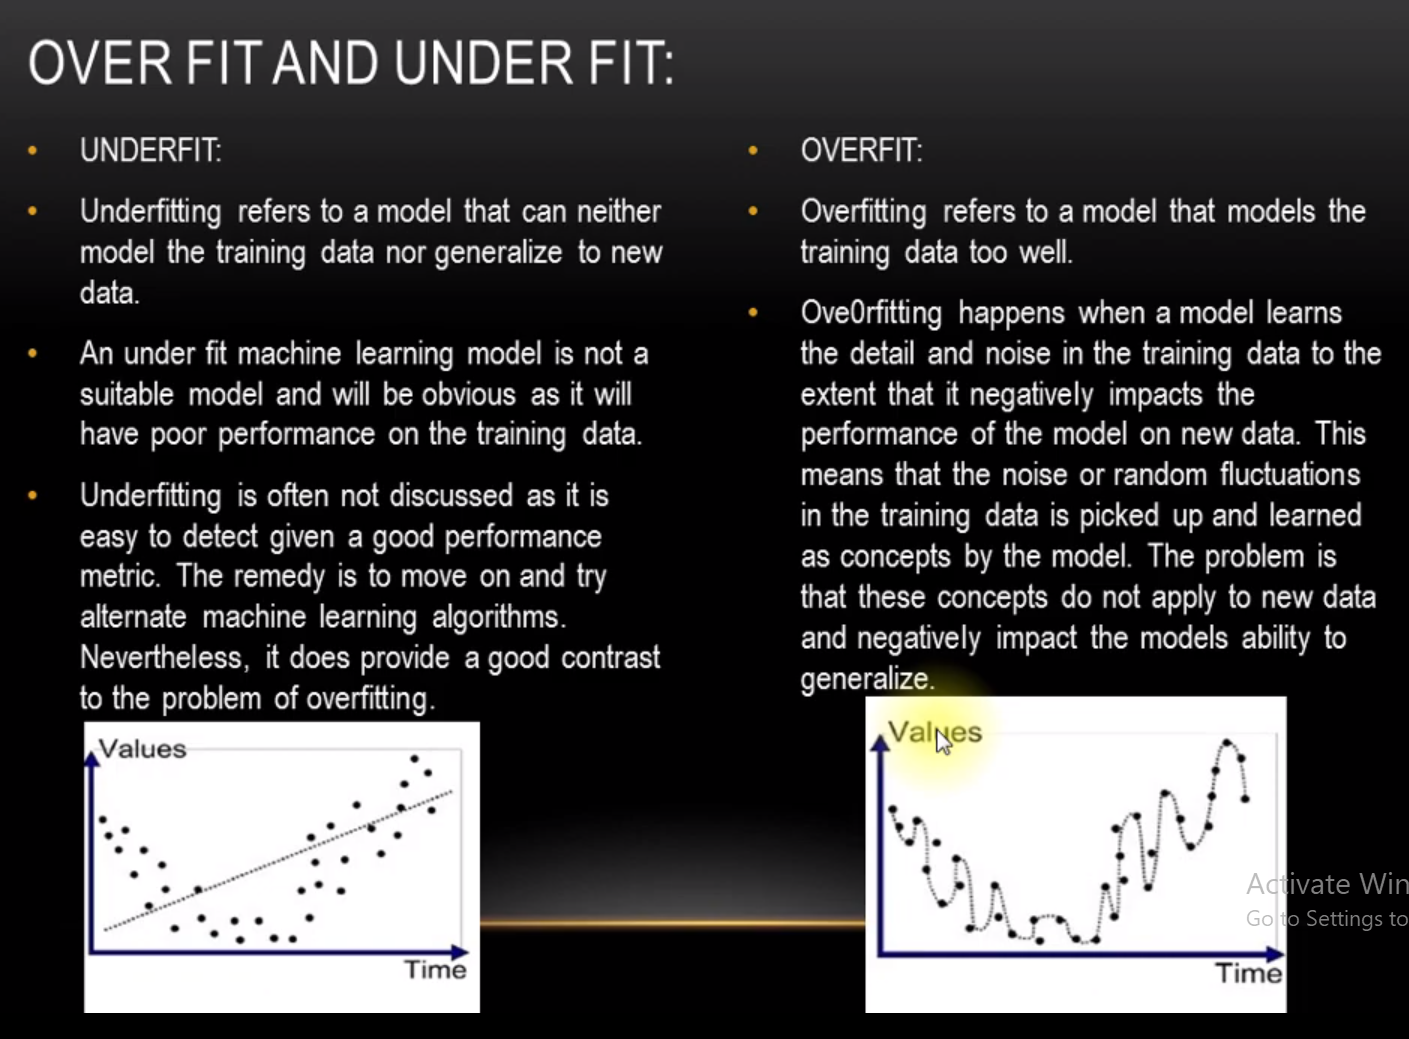 OVER FIT AND UNDER FIT:
UNDERFIT:
Underfitting refers to a model that can neither
model the training data nor generalize to new
data.
An under fit machine learning model is not a
suitable model and will be obvious as it will
have poor performance on the training data.
Underfitting is often not discussed as it is
easy to detect given a good performance
metric. The remedy is to move on and try
alternate machine learning algorithms.
Nevertheless, it does provide a good contrast
to the problem of overfitting.
Values
Time
OVERFIT:
Overfitting refers to a model that models the
training data too well.
Ove0rfitting happens when a model learns
the detail and noise in the training data to the
extent that it negatively impacts the
performance of the model on new data. This
means that the noise or random fluctuations
in the training data is picked up and learned
as concepts by the model. The problem is
that these concepts do not apply to new data
and negatively impact the models ability to
generalize.
Values
Time
Activate Win
Go to Settings to